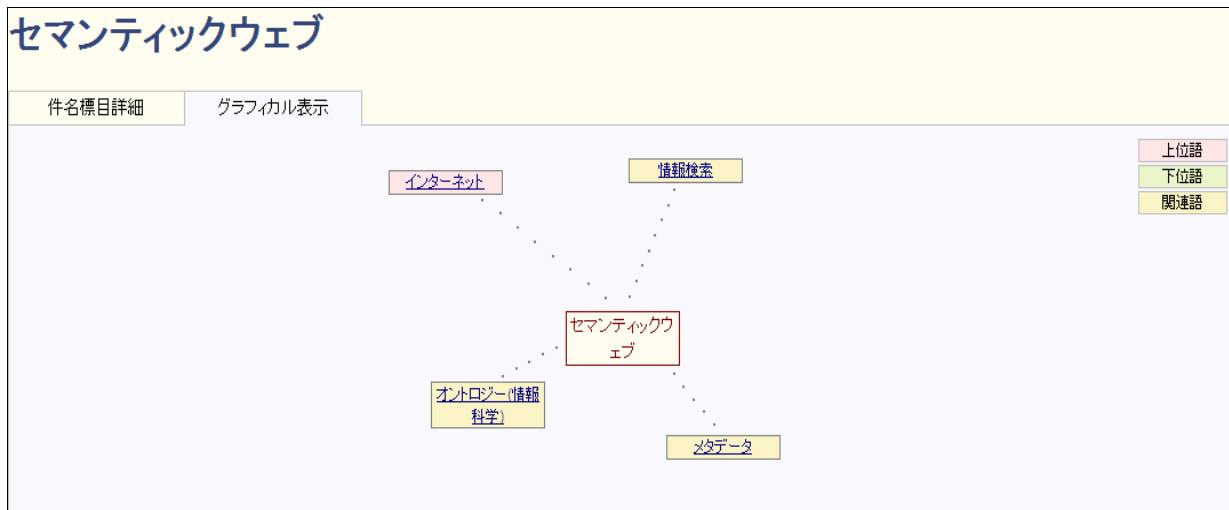 セマンティックウェブ
件名標目詳細
グラフィカル表示
上位語
下位語
関連語
情報検索
インターネット
セマンティックウ
ェブ
オントロジー(情報
科学)
メタデータ